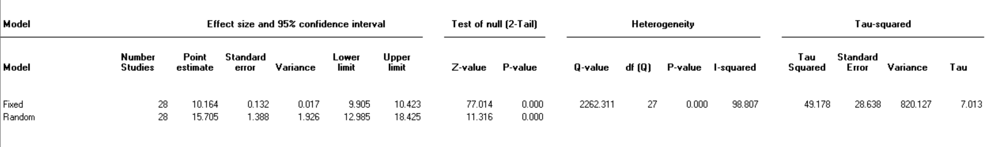 Model Effect size and 95% confidence interval Test of null (2-Tail) Heterogeneity Tau-squared
Number Point Standard Lower Upper Tau Standard
Model Studies estimate error Variance limit limit Z-value P-value Q-value df (Q) P-value I-squared Squared Error Variance Tau
Fixed 28 10.164 0.132 0.017 9.905 10.423 77.014 0.000 2262.311 27 0.000 98.807 49.178 28.638 820.127 7.013
Random 28 15.705 1.388 1.926 12.985 18.425 11.316 0.000